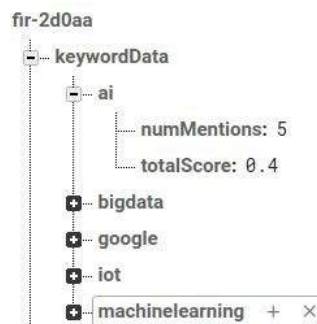 fir-2d0aa
keywordData
ai
numMentions: 5
totalScore: 0.4
bigdata
google
iot
machinelearning + ×